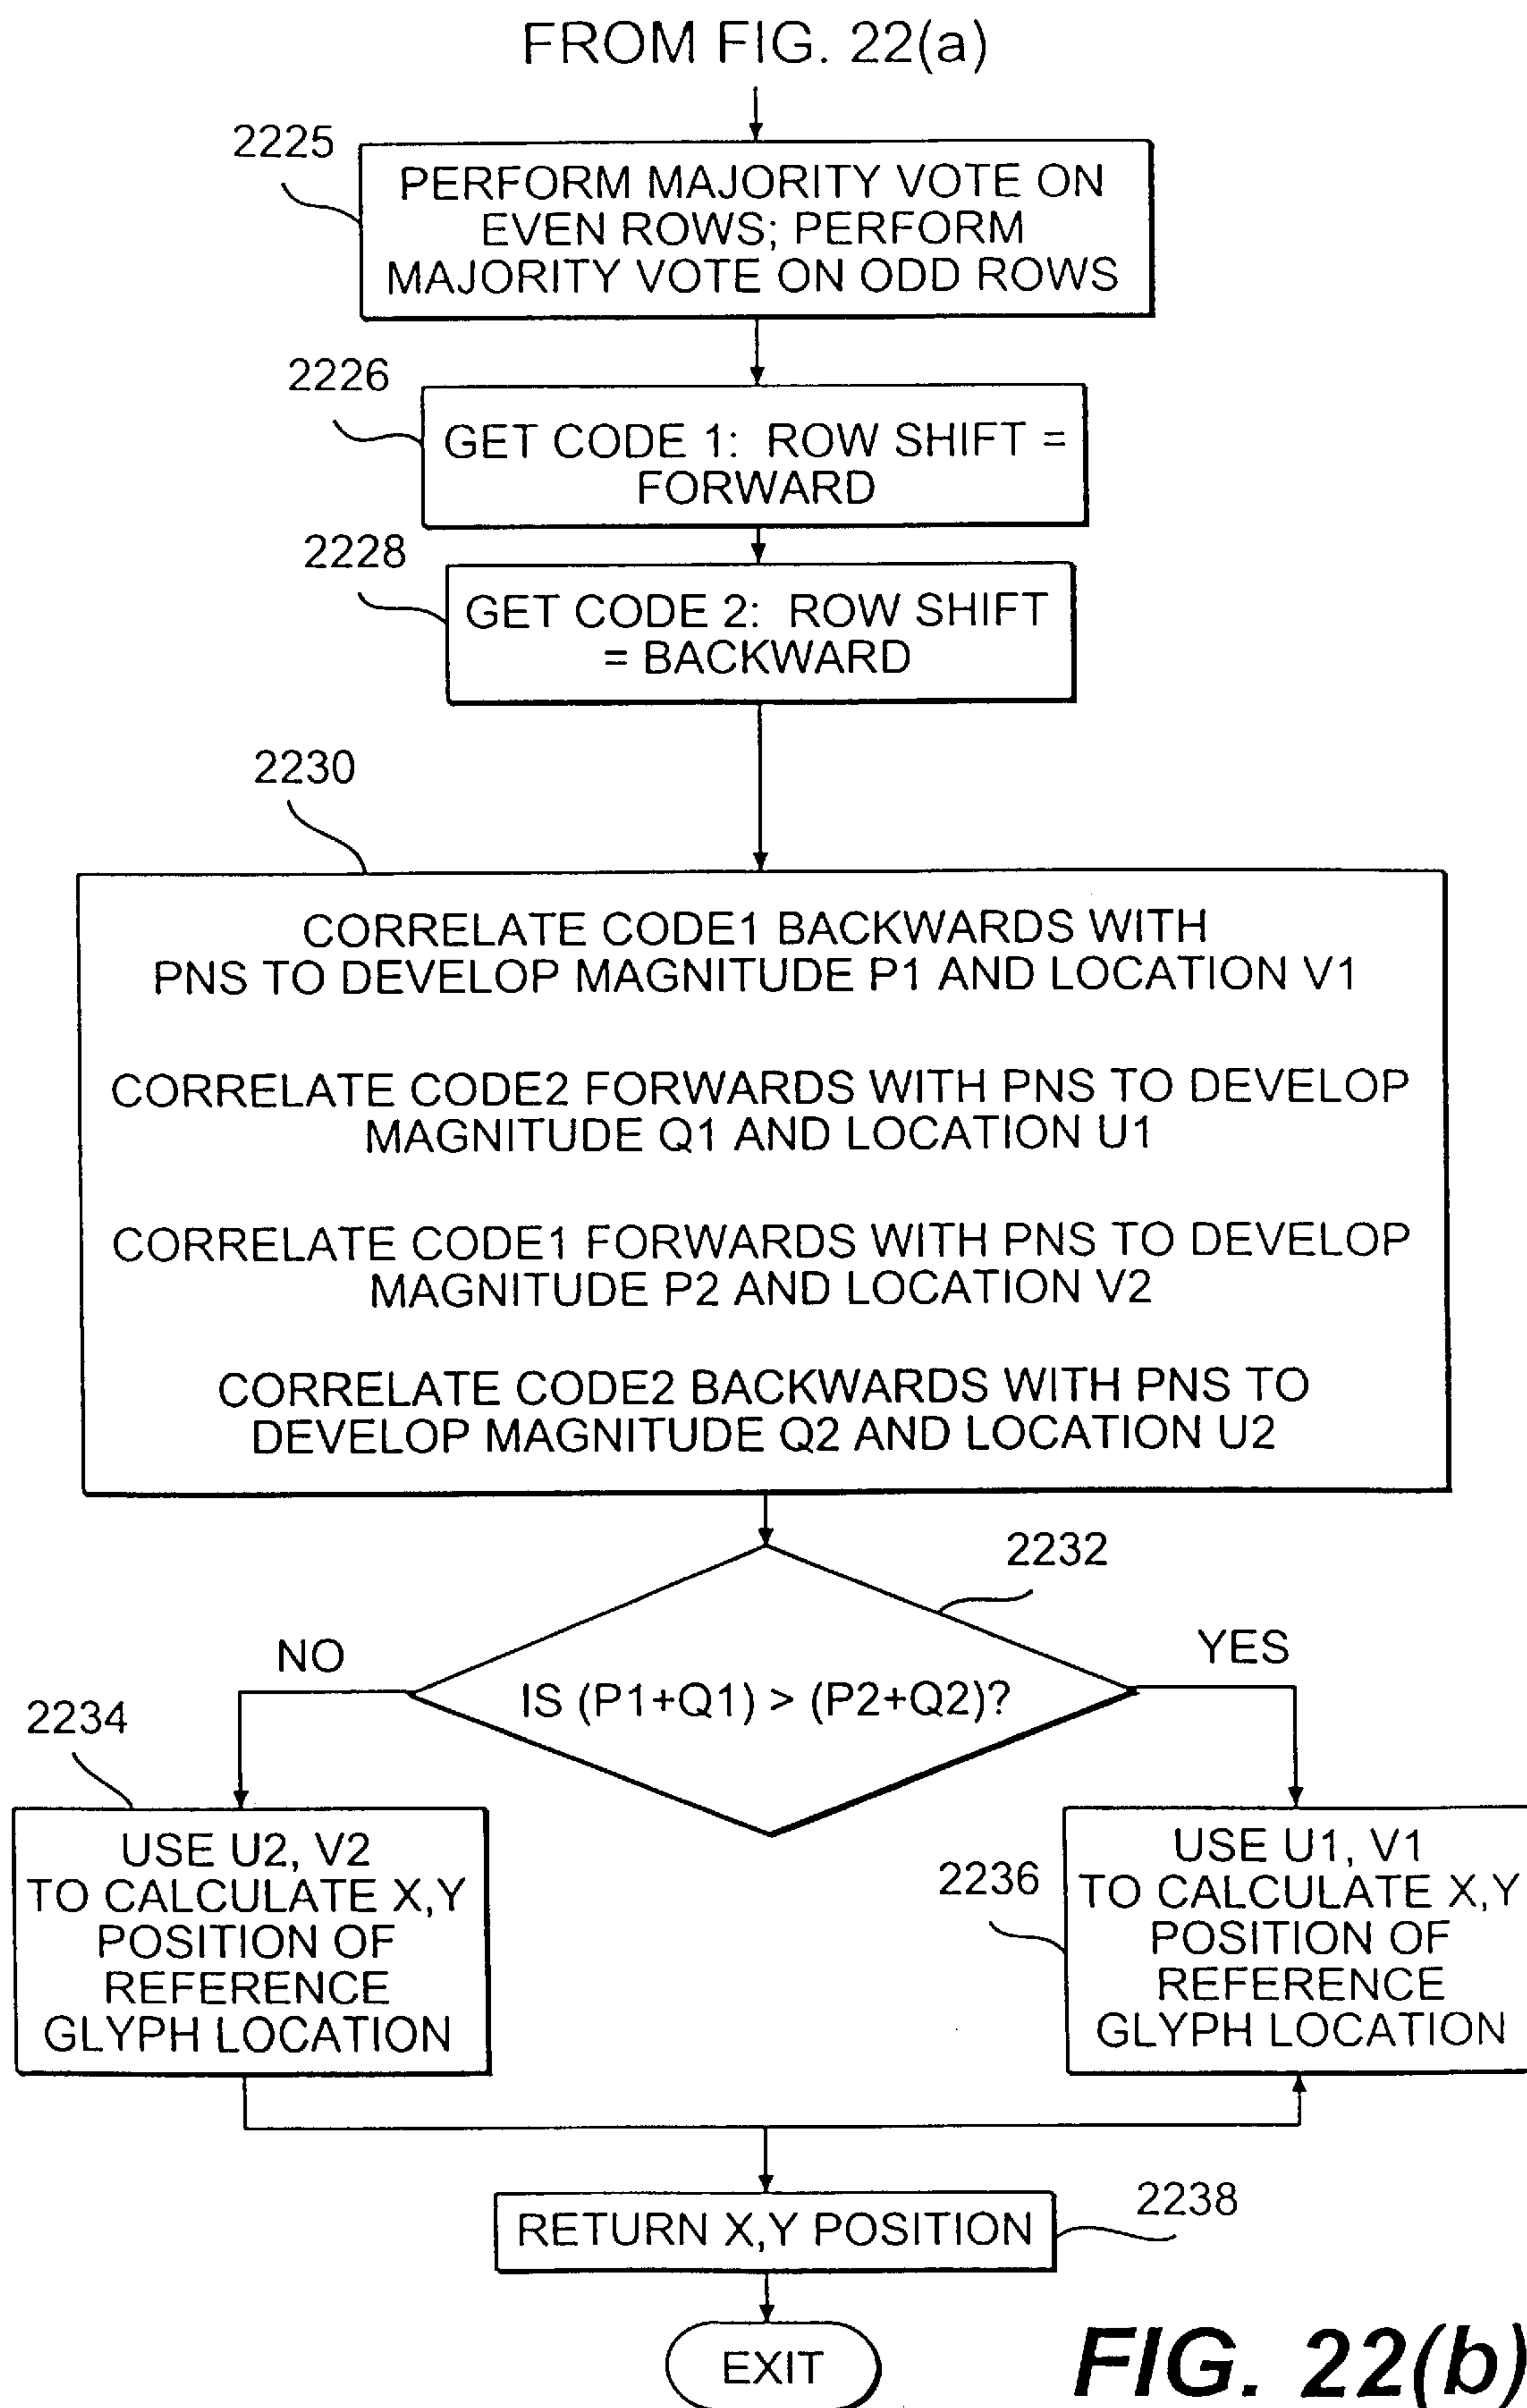 FROM FIG. 22(a)
2225
PERFORM MAJORITY VOTE ON
EVEN ROWS; PERFORM
MAJORITY VOTE ON ODD ROWS
2226
GET CODE 1: ROW SHIFT =
FORWARD
2228
GET CODE 2: ROW SHIFT
= BACKWARD
2230
CORRELATE CODE1 BACKWARDS WITH
PNS TO DEVELOP MAGNITUDE P1 AND LOCATION V1
CORRELATE CODE2 FORWARDS WITH PNS TO DEVELOP
MAGNITUDE Q1 AND LOCATION U1
CORRELATE CODE1 FORWARDS WITH PNS TO DEVELOP
MAGNITUDE P2 AND LOCATION V2
CORRELATE CODE2 BACKWARDS WITH PNS TO
DEVELOP MAGNITUDE Q2 AND LOCATION U2
2232
NO
YES
IS (P1+Q1) > (P2+Q2)?
2234
USE U2, V2
TO CALCULATE X,Y
POSITION OF
REFERENCE
GLYPH LOCATION
2236
USE U1, V1
TO CALCULATE X,Y
POSITION OF
REFERENCE
GLYPH LOCATION
2238
RETURN X,Y POSITION
EXIT
FIG. 22(b)